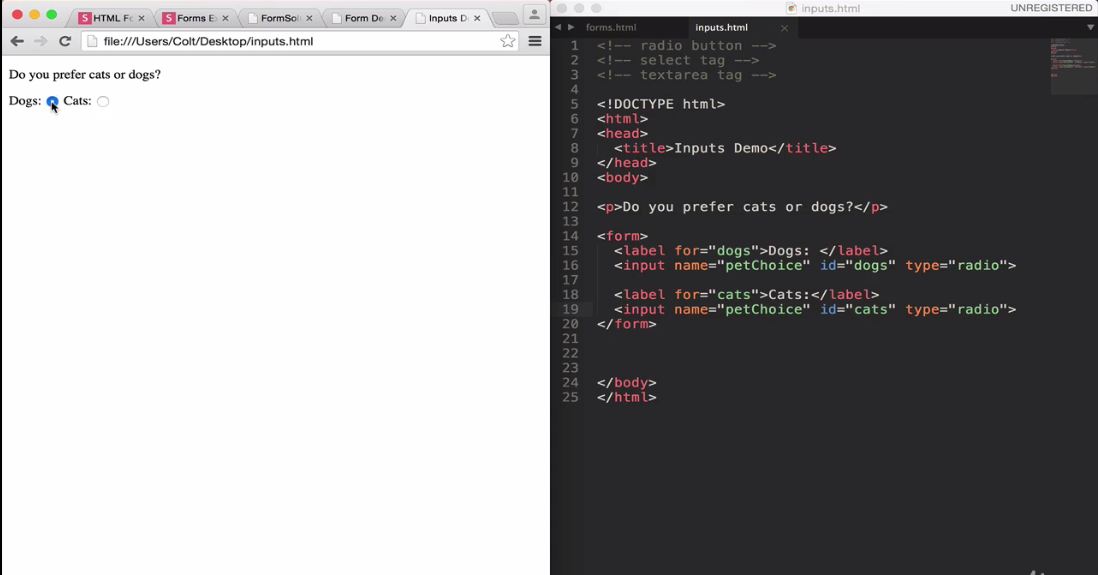 HTML Fo
Forms E
FormSol
Form De
Inputs D
file:///Users/Colt/Desktop/inputs.html
Do you prefer cats or dogs?
Dogs: Cats:
inputs.html
UNREGISTERED
forms.html inputs.html
1 <!-- radio button -->
2 <!-- select tag -->
3 <!-- textarea tag -->
4
5 <!DOCTYPE html>
6 <html>
7 <head>
8 <title>Inputs Demo</title>
9 </head>
10 <body>
11
12 <p>Do you prefer cats or dogs?</p>
13
14 <form>
15 <label for="dogs">Dogs: </label>
16 <input name="petChoice" id="dogs" type="radio">
17
18 <label for="cats">Cats:</label>
19 <input name="petChoice" id="cats" type="radio">
20 </form>
21
22
23
24 </body>
25 </html>